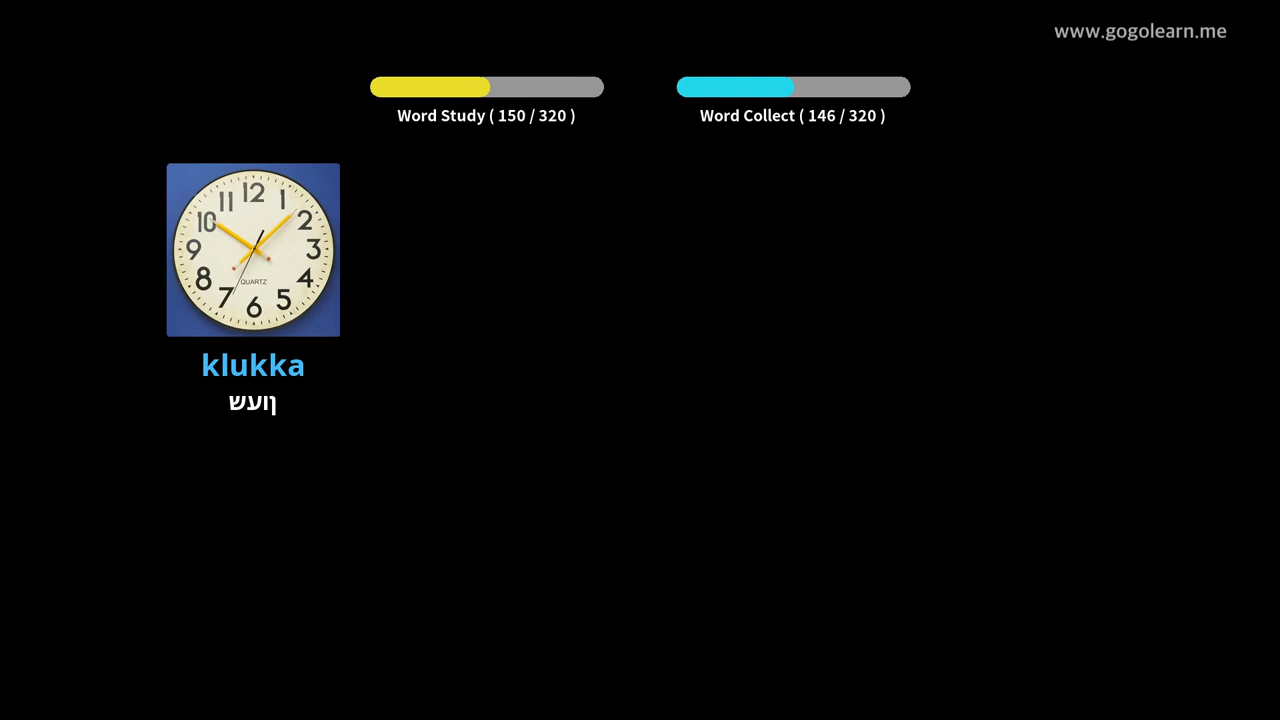 www.gogolearn.me
Word Study ( 150 / 320 )
Word Collect ( 146 / 320 )
12
1
2
3
4
5
6
7
8
9
10
11
QUARTZ
klukka
ןועש